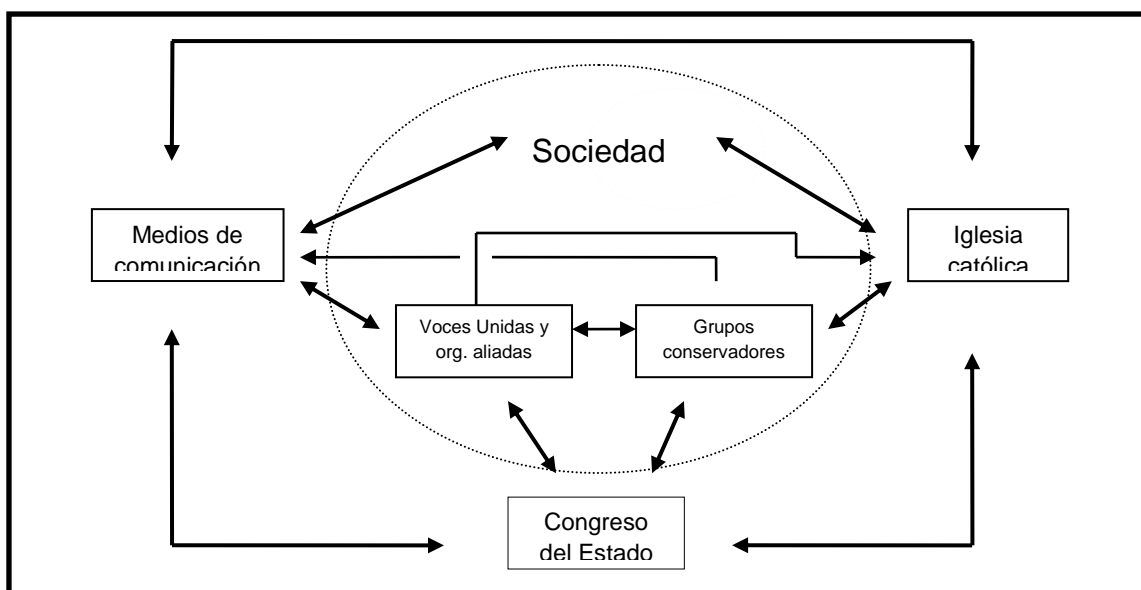 Sociedad
Medios de
comunicación
Iglesia
católica
Voces Unidas y
org. aliadas
Grupos
conservadores
Congreso
del Estado